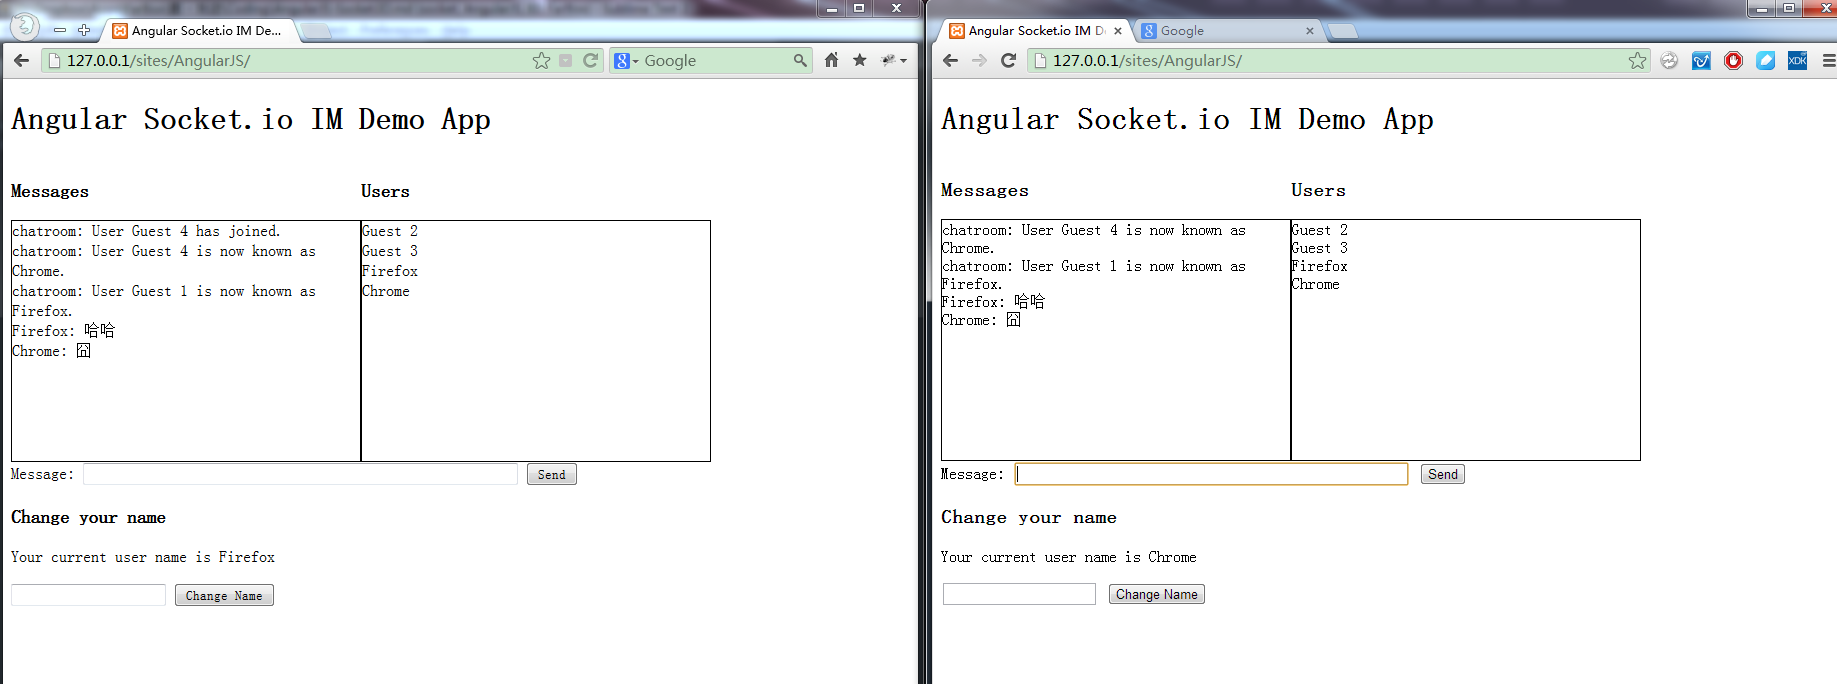 Angular Socket.io IM De...
127.0.0.1/sites/AngularJS/
Google
Angular Socket.io IM Demo App
Messages
Users
chatroom: User Guest 4 has joined.
chatroom: User Guest 4 is now known as
Chrome.
chatroom: User Guest 1 is now known as
Firefox.
Firefox: 哈哈
Chrome: 囧
Guest 2
Guest 3
Firefox
Chrome
Message:
Send
Change your name
Your current user name is Firefox
Change Name
Angular Socket.io IM D
Google
127.0.0.1/sites/AngularJS/
XDK
Angular Socket.io IM Demo App
Messages
Users
chatroom: User Guest 4 is now known as
Chrome.
chatroom: User Guest 1 is now known as
Firefox.
Firefox: 哈哈
Chrome: 囧
Guest 2
Guest 3
Firefox
Chrome
Message:
Send
Change your name
Your current user name is Chrome
Change Name